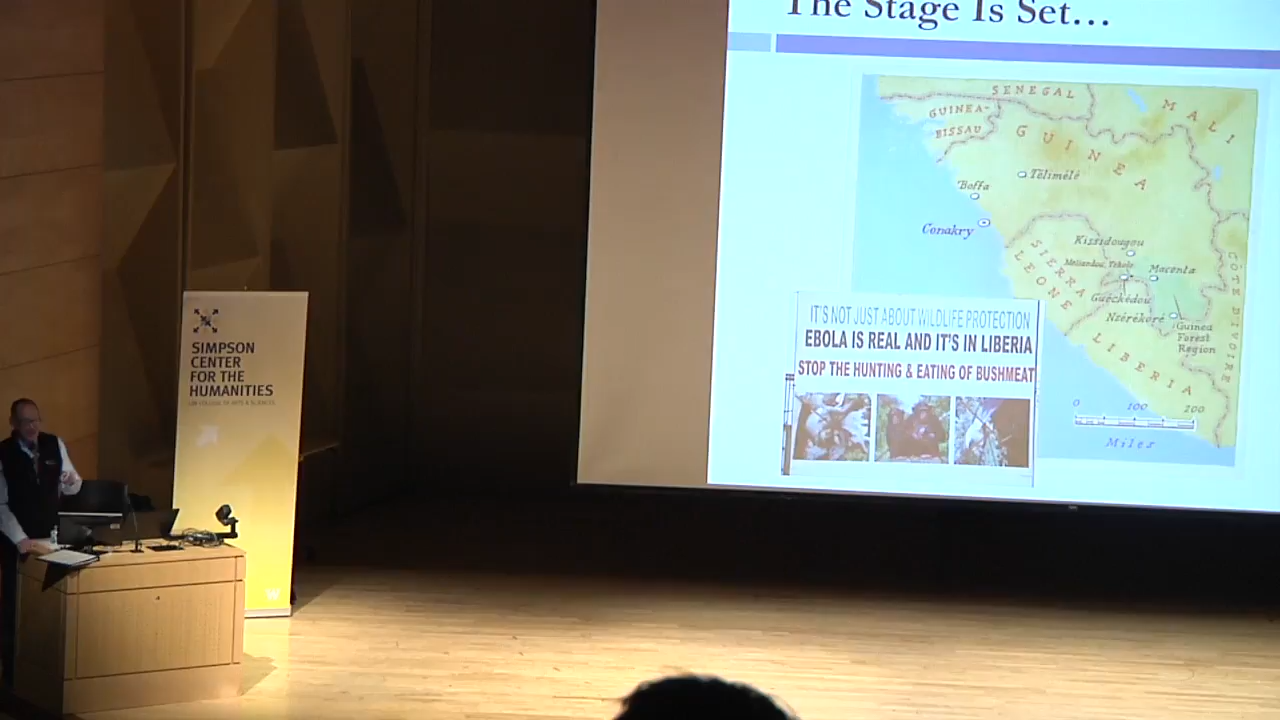 The Stage Is Set...
SENEGAL
MALI
GUINEA-
BISSAU
GUINEA
Télimélé
Boffa
Conakry
Kissidougou
SIERRA
LEONE
Macenta
Guéckédou
Nzérékoré
Guinea
Forest
Region
CÔTE D'IVOIRE
LIBERIA
0 100 200
Miles
IT'S NOT JUST ABOUT WILDLIFE PROTECTION
EBOLA IS REAL AND IT'S IN LIBERIA
STOP THE HUNTING & EATING OF BUSHMEAT
SIMPSON
CENTER
FOR THE
HUMANITIES
W